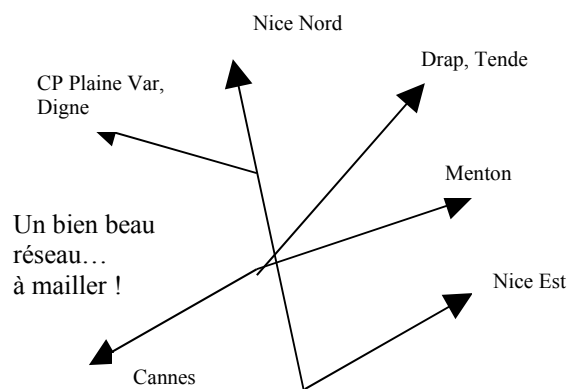 Nice Nord
Drap, Tende
CP Plaine Var,
Digne
Menton
Un bien beau
réseau…
à mailler !
Nice Est
Cannes